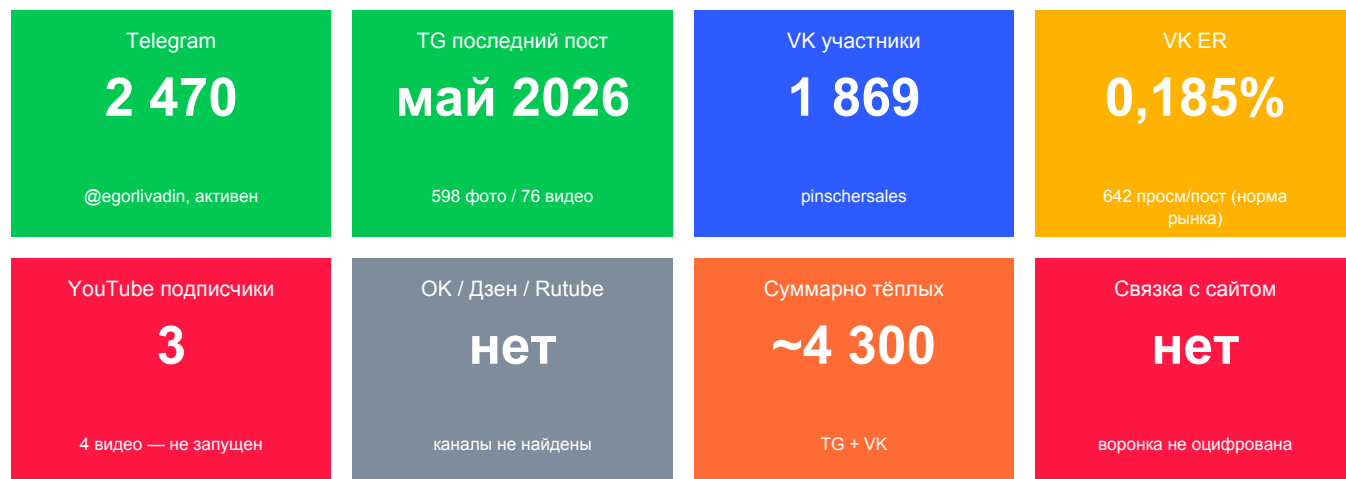 Telegram
2 470
@egorlivadin, активен
TG последний пост
май 2026
598 фото / 76 видео
VK участники
1 869
pinschersales
VK ER
0,185%
642 просм/пост (норма
рынка)
YouTube подписчики
3
4 видео — не запущен
OK / Дзен / Rutube
нет
каналы не найдены
Суммарно тёплых
~4 300
TG + VK
Связка с сайтом
нет
воронка не оцифрована